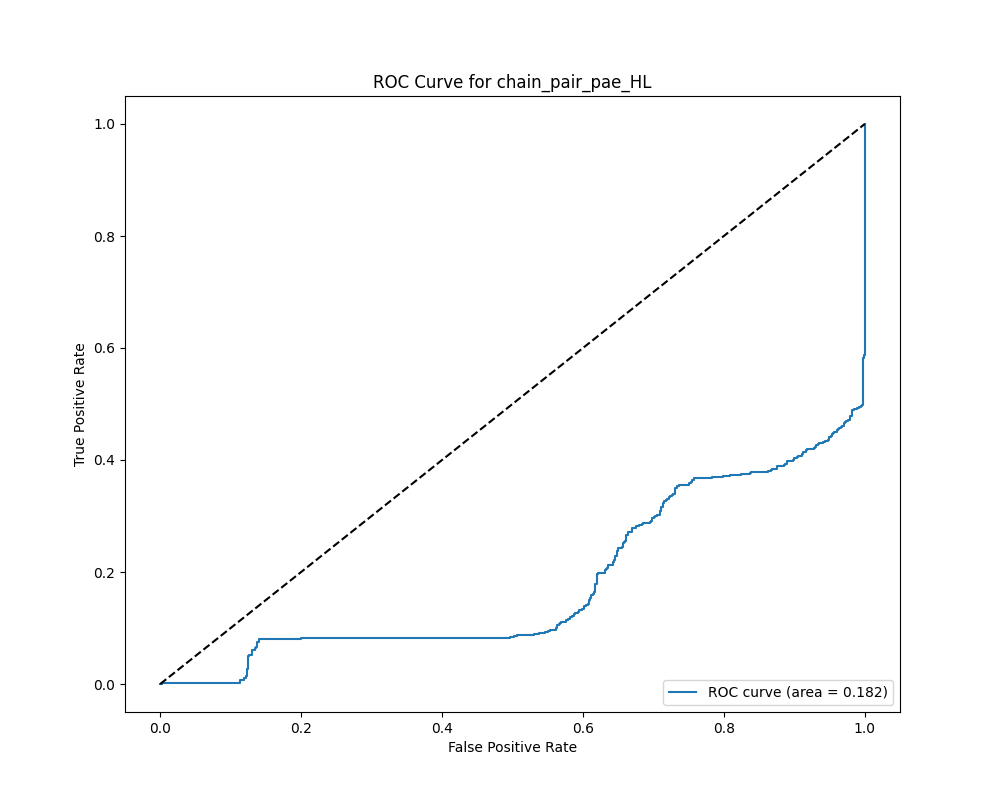 ROC Curve for chain_pair_pae_HL
True Positive Rate
1.0
0.8
0.6
0.4
0.2
0.0
ROC curve (area = 0.182)
0.0 0.2 0.4 0.6 0.8 1.0
False Positive Rate